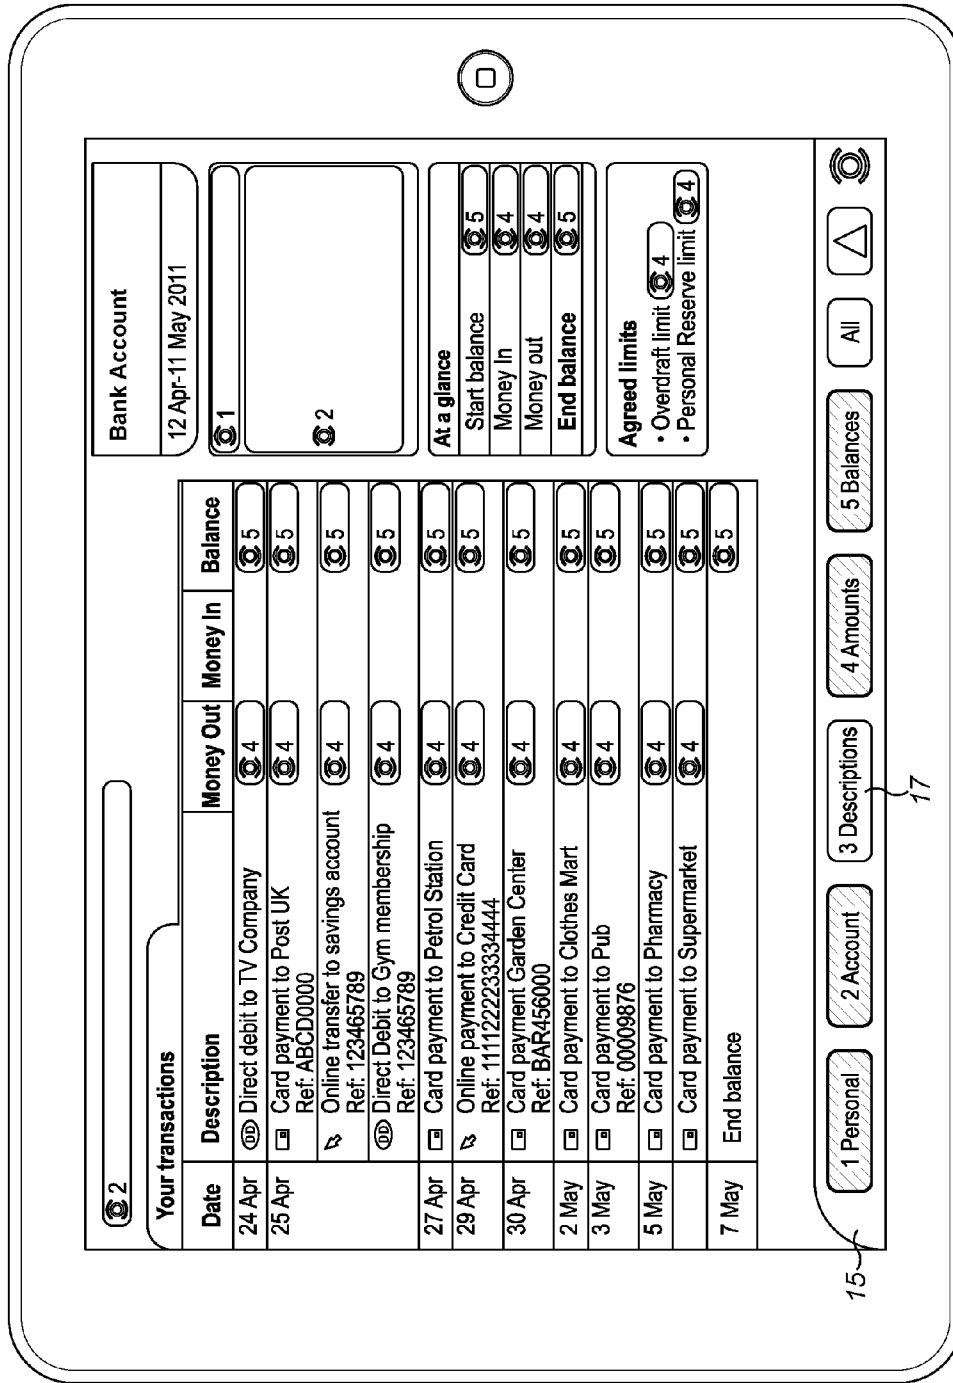 2
Bank Account
12 Apr-11 May 2011
Your transactions
Date Description Money Out Money In Balance
24 Apr DD Direct debit to TV Company 4 5
25 Apr Card payment to Post UK 4 5
Ref: ABCD0000
Online transfer to savings account 4 5
Ref: 123465789
DD Direct Debit to Gym membership 4 5
Ref: 123465789
27 Apr Card payment to Petrol Station 4 5
29 Apr Online payment to Credit Card 4 5
Ref: 1111222233334444
30 Apr Card payment Garden Center 4 5
Ref: BAR456000
2 May Card payment to Clothes Mart 4 5
3 May Card payment to Pub 4 5
Ref: 00009876
5 May Card payment to Pharmacy 4 5
Card payment to Supermarket 4 5
7 May End balance 5
1
2
At a glance
Start balance 5
Money In 4
Money out 4
End balance 5
Agreed limits
• Overdraft limit 4
• Personal Reserve limit 4
1 Personal 2 Account 3 Descriptions 4 Amounts 5 Balances All
15
17